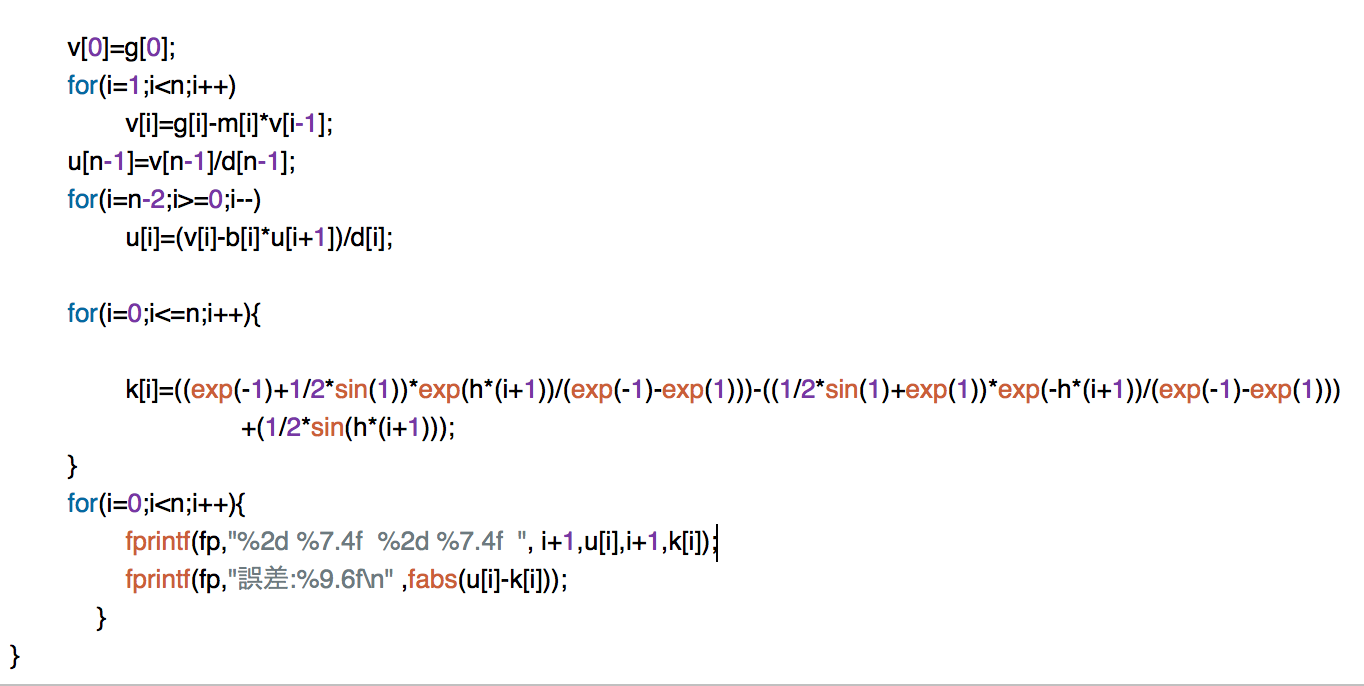 v[0]=g[0];
for(i=1;i<n;i++)
v[i]=g[i]-m[i]*v[i-1];
u[n-1]=v[n-1]/d[n-1];
for(i=n-2;i>=0;i--)
u[i]=(v[i]-b[i]*u[i+1])/d[i];
for(i=0;i<=n;i++){
k[i]=((exp(-1)+1/2*sin(1))*exp(h*(i+1))/(exp(-1)-exp(1)))-((1/2*sin(1)+exp(1))*exp(-h*(i+1))/(exp(-1)-exp(1)))
+(1/2*sin(h*(i+1)));
}
for(i=0;i<n;i++){
fprintf(fp,"%2d %7.4f  %2d %7.4f  ", i+1,u[i],i+1,k[i]);
fprintf(fp,"誤差:%9.6f\n" ,fabs(u[i]-k[i]));
}
}